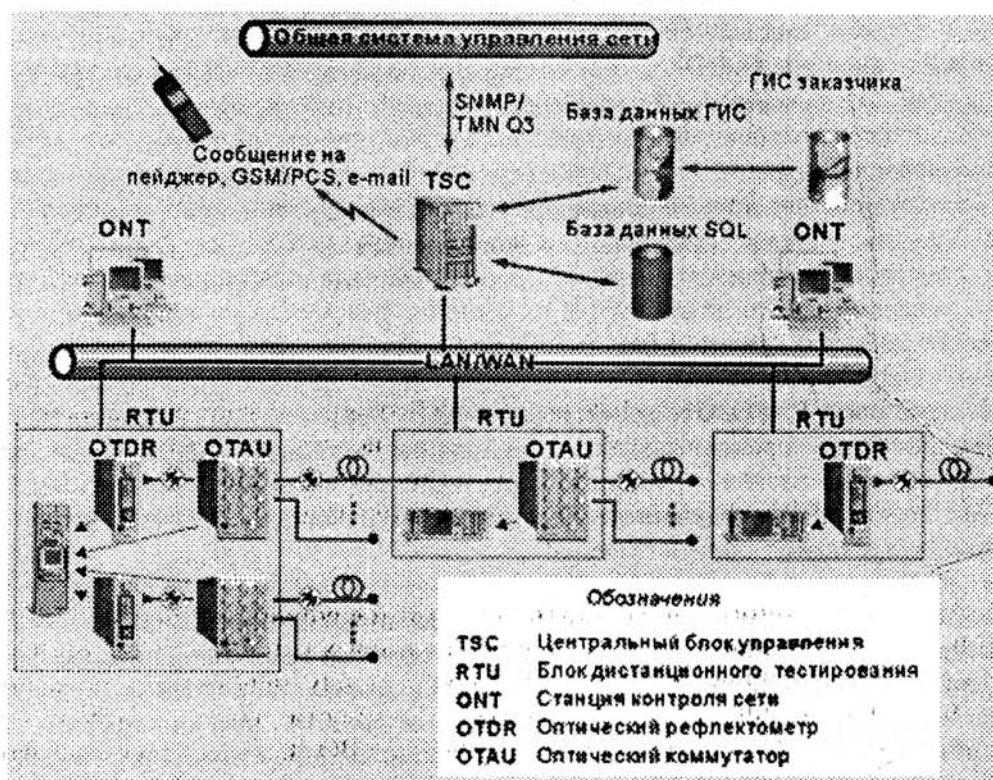 Общая система управления сети
SNMP/
TMN Q3
ГИС заказчика
База данных ГИС
Сообщение на
пейджер, GSM/PCS, e-mail
TSC
ONT
База данных SQL
ONT
LAN/WAN
RTU
RTU
RTU
OTDR
OTAU
OTAU
OTDR
Обозначения
TSC Центральный блок управления
RTU Блок дистанционного тестирования
ONT Станция контроля сети
OTDR Оптический рефлектометр
OTAU Оптический коммутатор